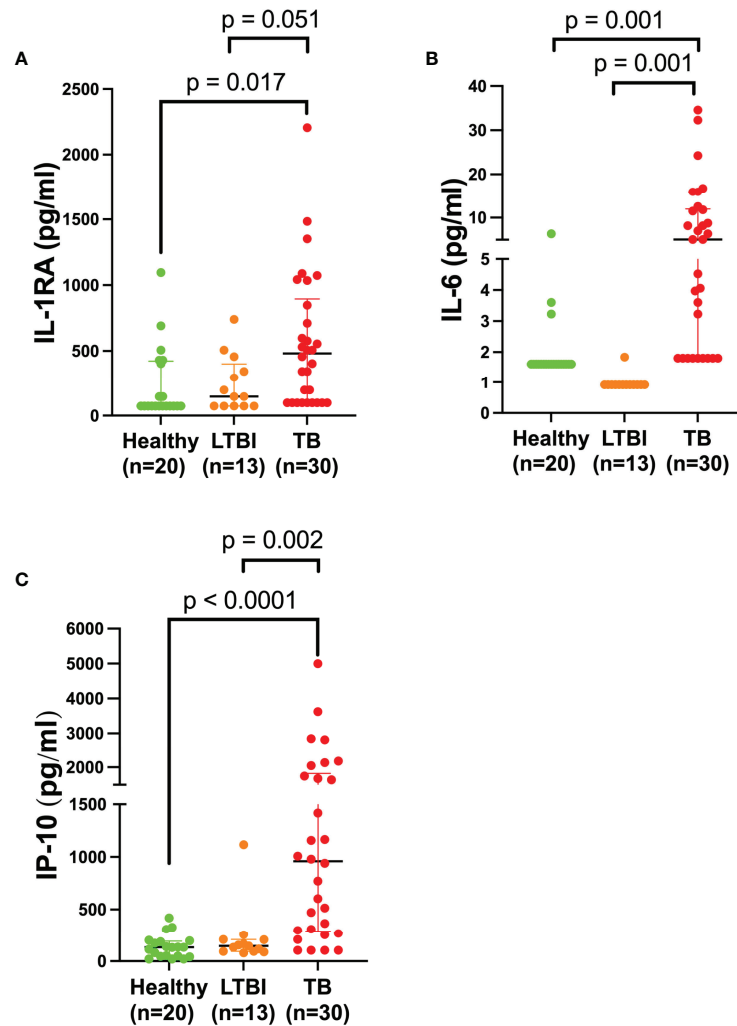 p = 0.051
A
p = 0.017
IL-1RA (pg/ml)
2500
2000
1500
1000
500
0
Healthy LTBI TB
(n=20) (n=13) (n=30)
p = 0.001
B
p = 0.001
IL-6 (pg/ml)
40
30
20
10
5
4
3
2
1
0
Healthy LTBI TB
(n=20) (n=13) (n=30)
p = 0.002
C
p < 0.0001
IP-10 (pg/ml)
6000
5000
4000
3000
2000
1500
1000
500
0
Healthy LTBI TB
(n=20) (n=13) (n=30)